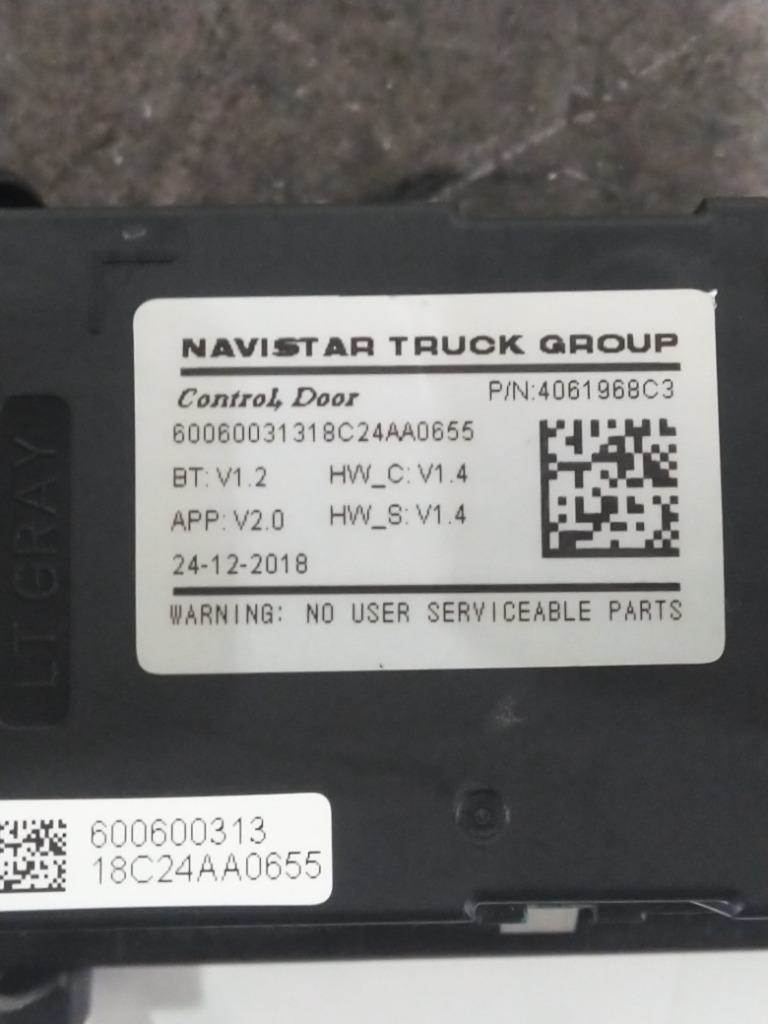 NAVISTAR TRUCK GROUP
Control, Door P/N:4061968C3
60060031318C24AA0655
BT: V1.2 HW_C: V1.4
APP: V2.0 HW_S: V1.4
24-12-2018
WARNING: NO USER SERVICEABLE PARTS
LT GRAY
600600313
18C24AA0655